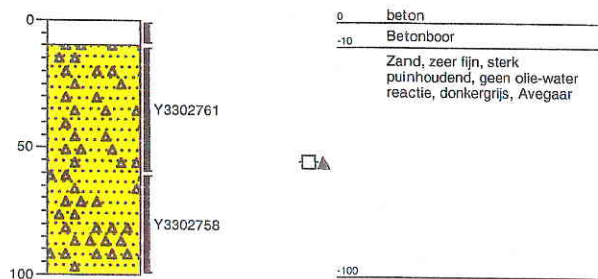 0
50
100
Y3302761
Y3302758
0 beton
-10 Betonboor
Zand, zeer fijn, sterk
puinhoudend, geen olie-water
reactie, donkergrijs, Avegaar
-100